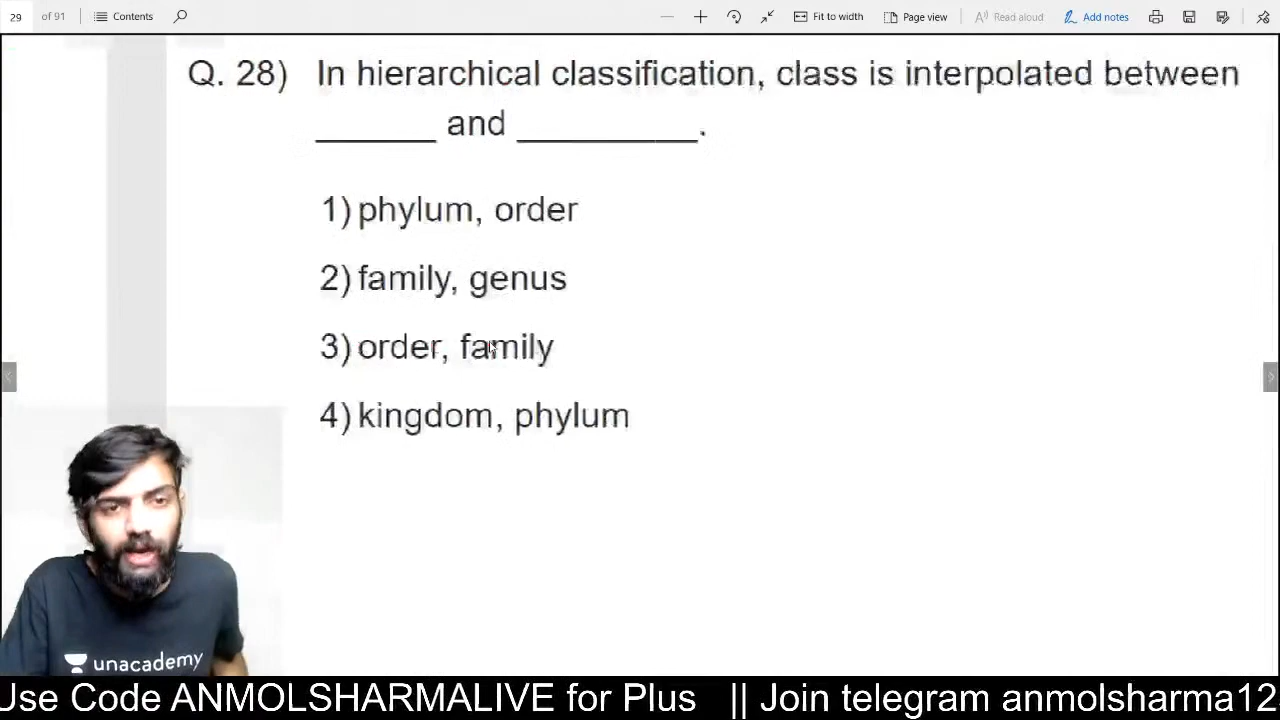 29 of 91 Contents Fit to width Page view Read aloud Add notes
Q. 28) In hierarchical classification, class is interpolated between
_______ and __________.
1) phylum, order
2) family, genus
3) order, family
4) kingdom, phylum
unacademy
Use Code ANMOLSHARMALIVE for Plus || Join telegram anmolsharma12